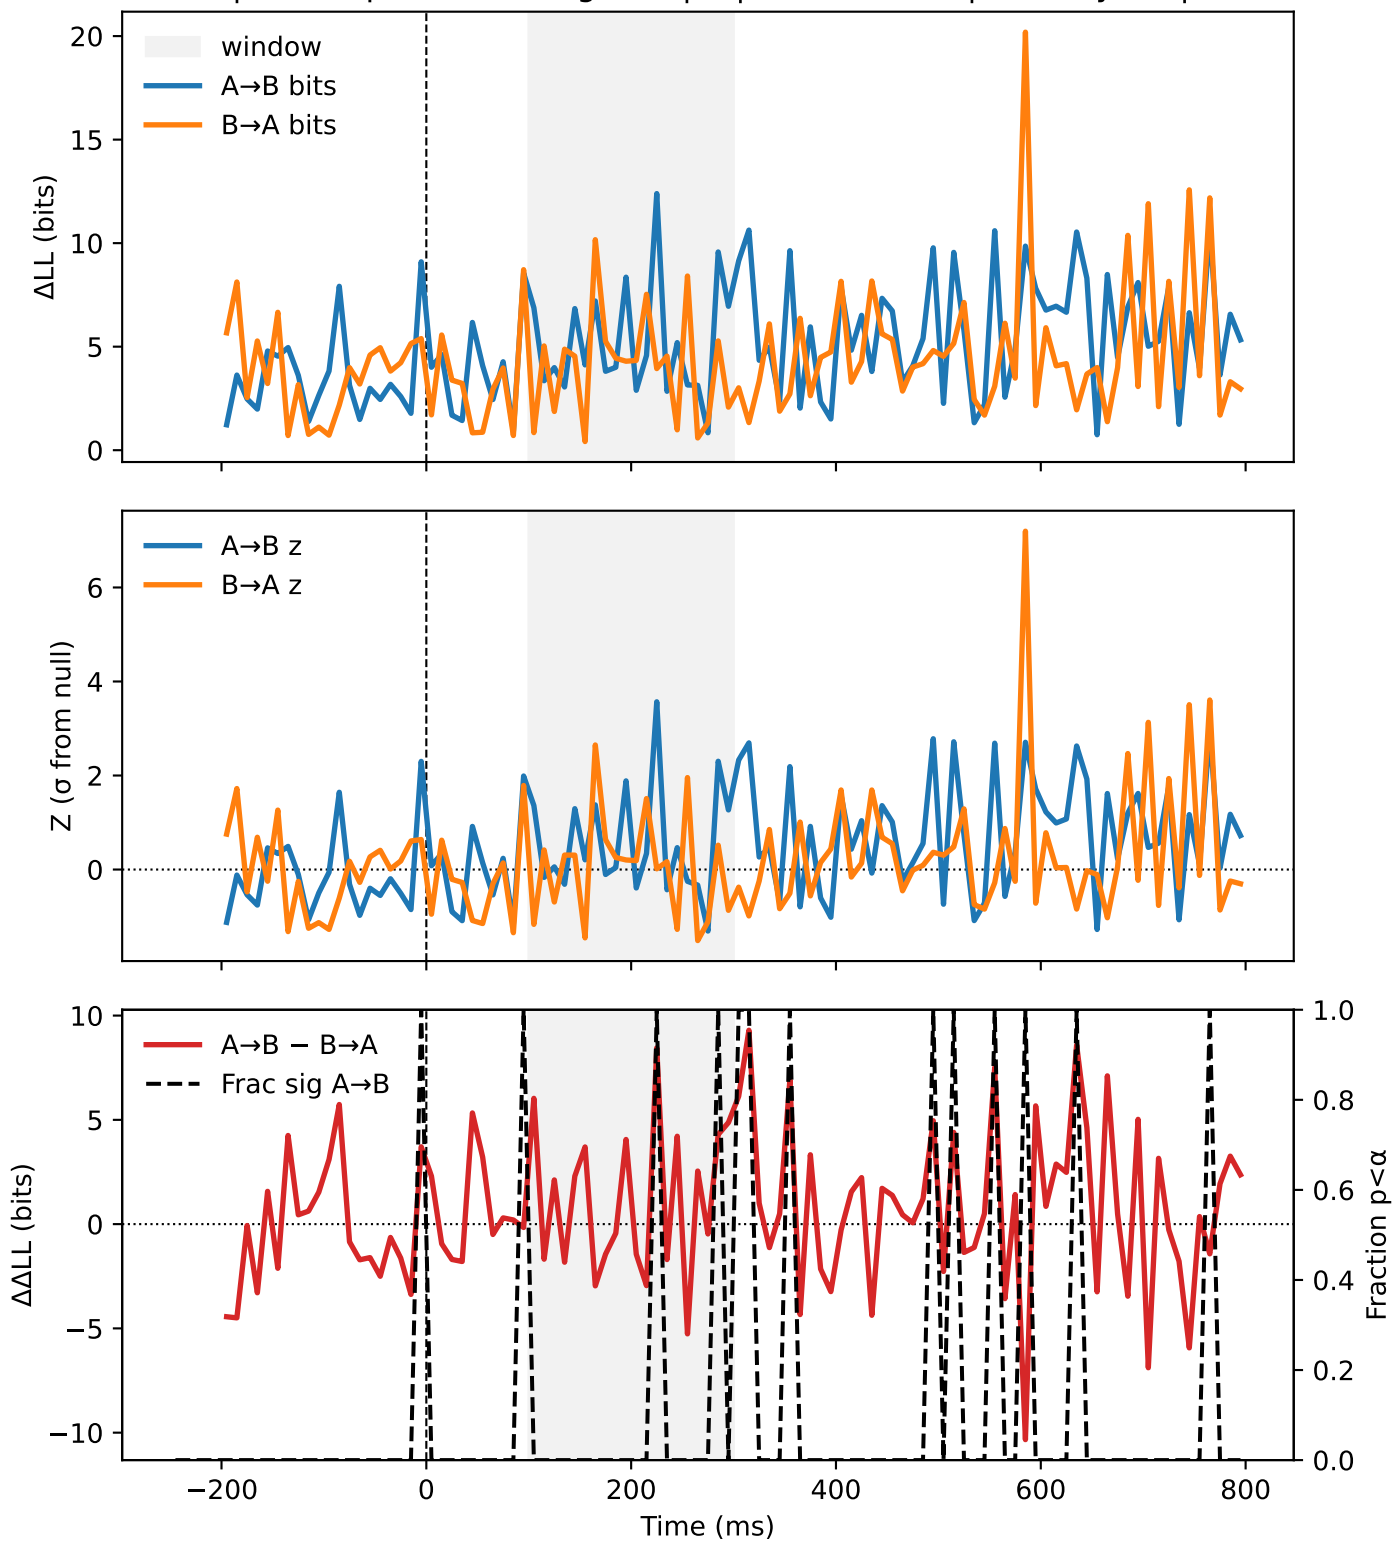 20
15
10
5
0
ΔLL (bits)
window
A→B bits
B→A bits
6
4
2
0
Z (σ from null)
A→B z
B→A z
10
5
0
−5
−10
ΔΔLL (bits)
A→B − B→A
Frac sig A→B
1.0
0.8
0.6
0.4
0.2
0.0
Fraction p<α
−200
0
200
400
600
800
Time (ms)